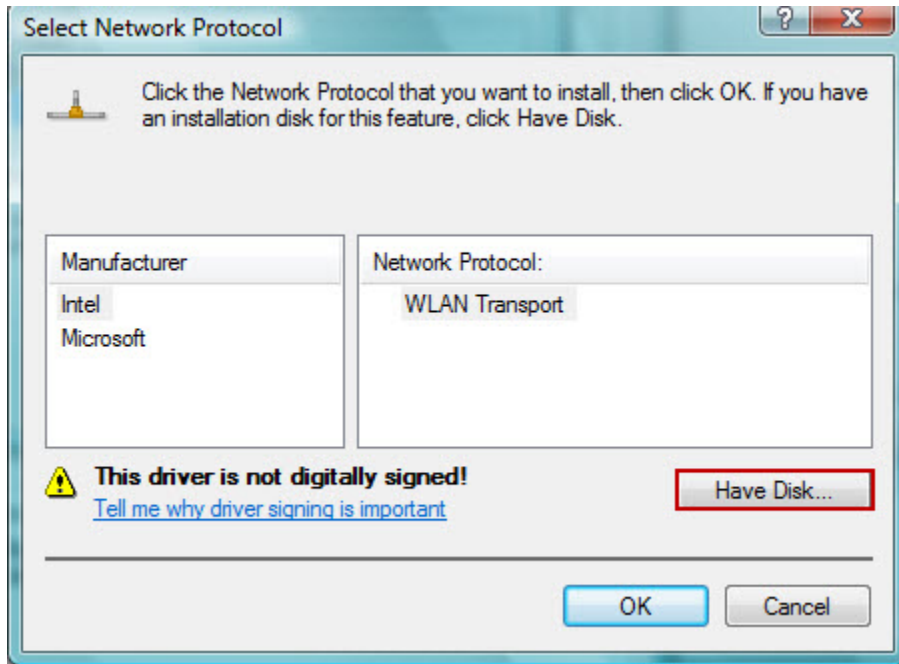 Select Network Protocol
Click the Network Protocol that you want to install, then click OK. If you have
an installation disk for this feature, click Have Disk.
Manufacturer
Intel
Microsoft
Network Protocol:
WLAN Transport
This driver is not digitally signed!
Tell me why driver signing is important
Have Disk...
OK
Cancel